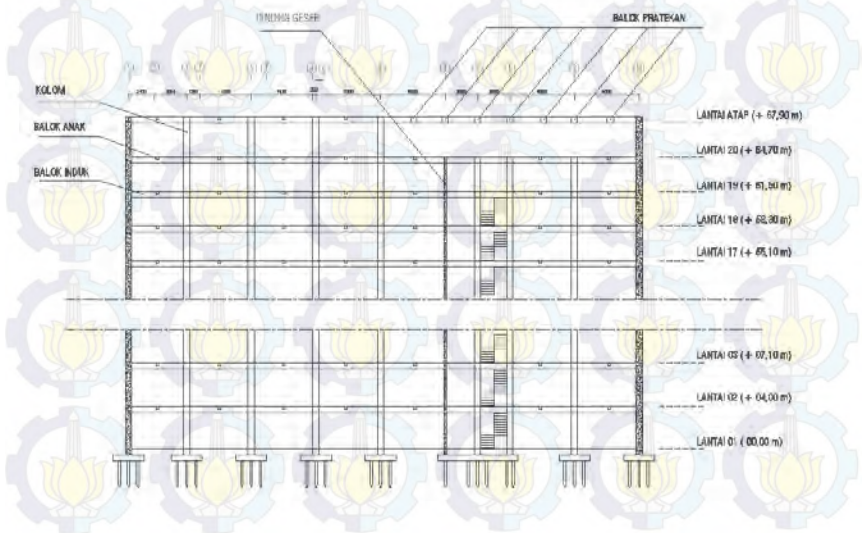 DINDING GESER
BALOK PRATEKAN
KOLOM
BALOK ANAK
BALOK INDUK
LANTAI ATAP (+ 67,90 m)
LANTAI 20 (+ 64,70 m)
LANTAI 19 (+ 61,50 m)
LANTAI 18 (+ 58,30 m)
LANTAI 17 (+ 55,10 m)
LANTAI 03 (+ 07,10 m)
LANTAI 02 (+ 04,00 m)
LANTAI 01 ( 00,00 m)